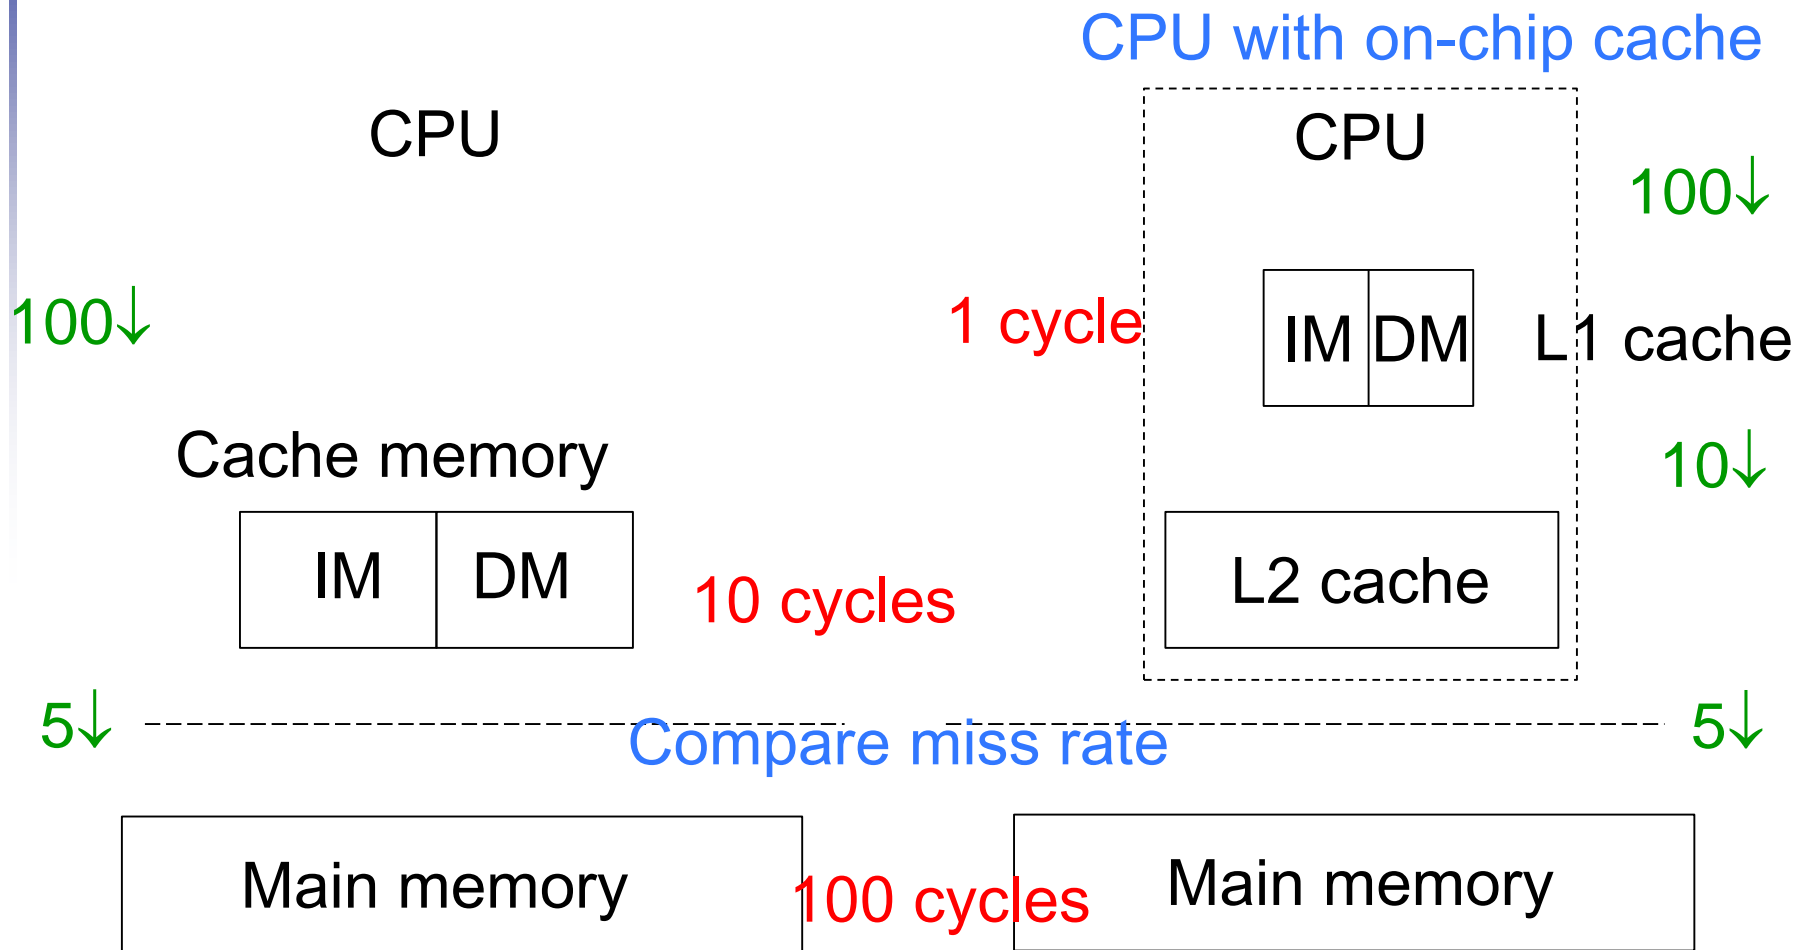 CPU with on-chip cache
CPU
CPU
100↓
100↓
1 cycle
IM DM
L1 cache
Cache memory
10↓
IM DM
10 cycles
L2 cache
5↓
Compare miss rate
5↓
Main memory
100 cycles
Main memory